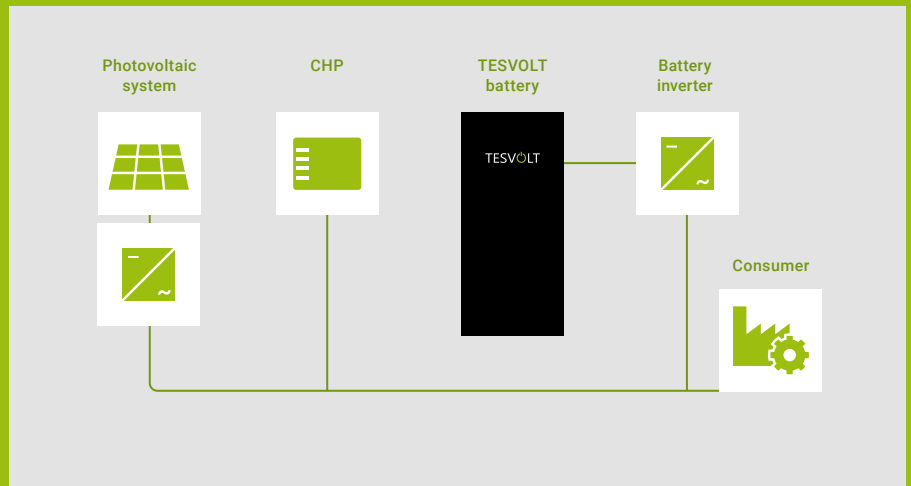 Photovoltaic
system
CHP
TESVOLT
battery
Battery
inverter
TESVOLT
Consumer